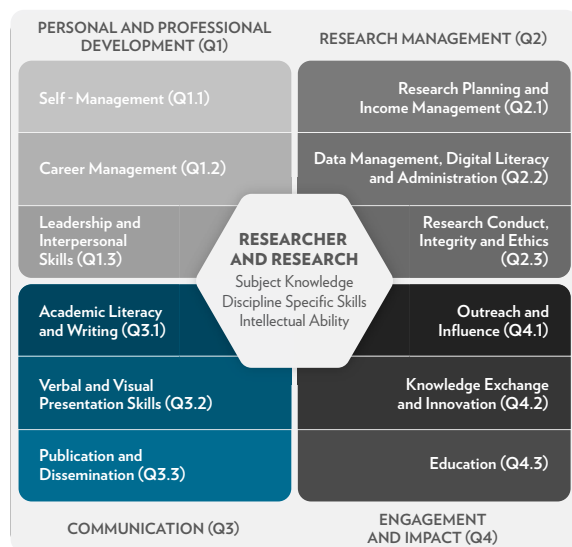 PERSONAL AND PROFESSIONAL
DEVELOPMENT (Q1)
RESEARCH MANAGEMENT (Q2)
Self-Management (Q1.1)
Career Management (Q1.2)
Leadership and
Interpersonal
Skills (Q1.3)
Research Planning and
Income Management (Q2.1)
Data Management, Digital Literacy
and Administration (Q2.2)
Research Conduct,
Integrity and Ethics
(Q2.3)
RESEARCHER
AND RESEARCH
Subject Knowledge
Discipline Specific Skills
Intellectual Ability
Academic Literacy
and Writing (Q3.1)
Verbal and Visual
Presentation Skills (Q3.2)
Publication and
Dissemination (Q3.3)
Outreach and
Influence (Q4.1)
Knowledge Exchange
and Innovation (Q4.2)
Education (Q4.3)
COMMUNICATION (Q3)
ENGAGEMENT
AND IMPACT (Q4)